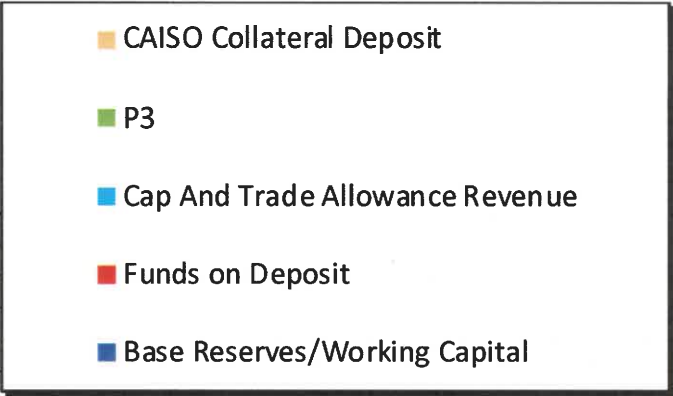 CAISO Collateral Deposit
P3
Cap And Trade Allowance Revenue
Funds on Deposit
Base Reserves/Working Capital